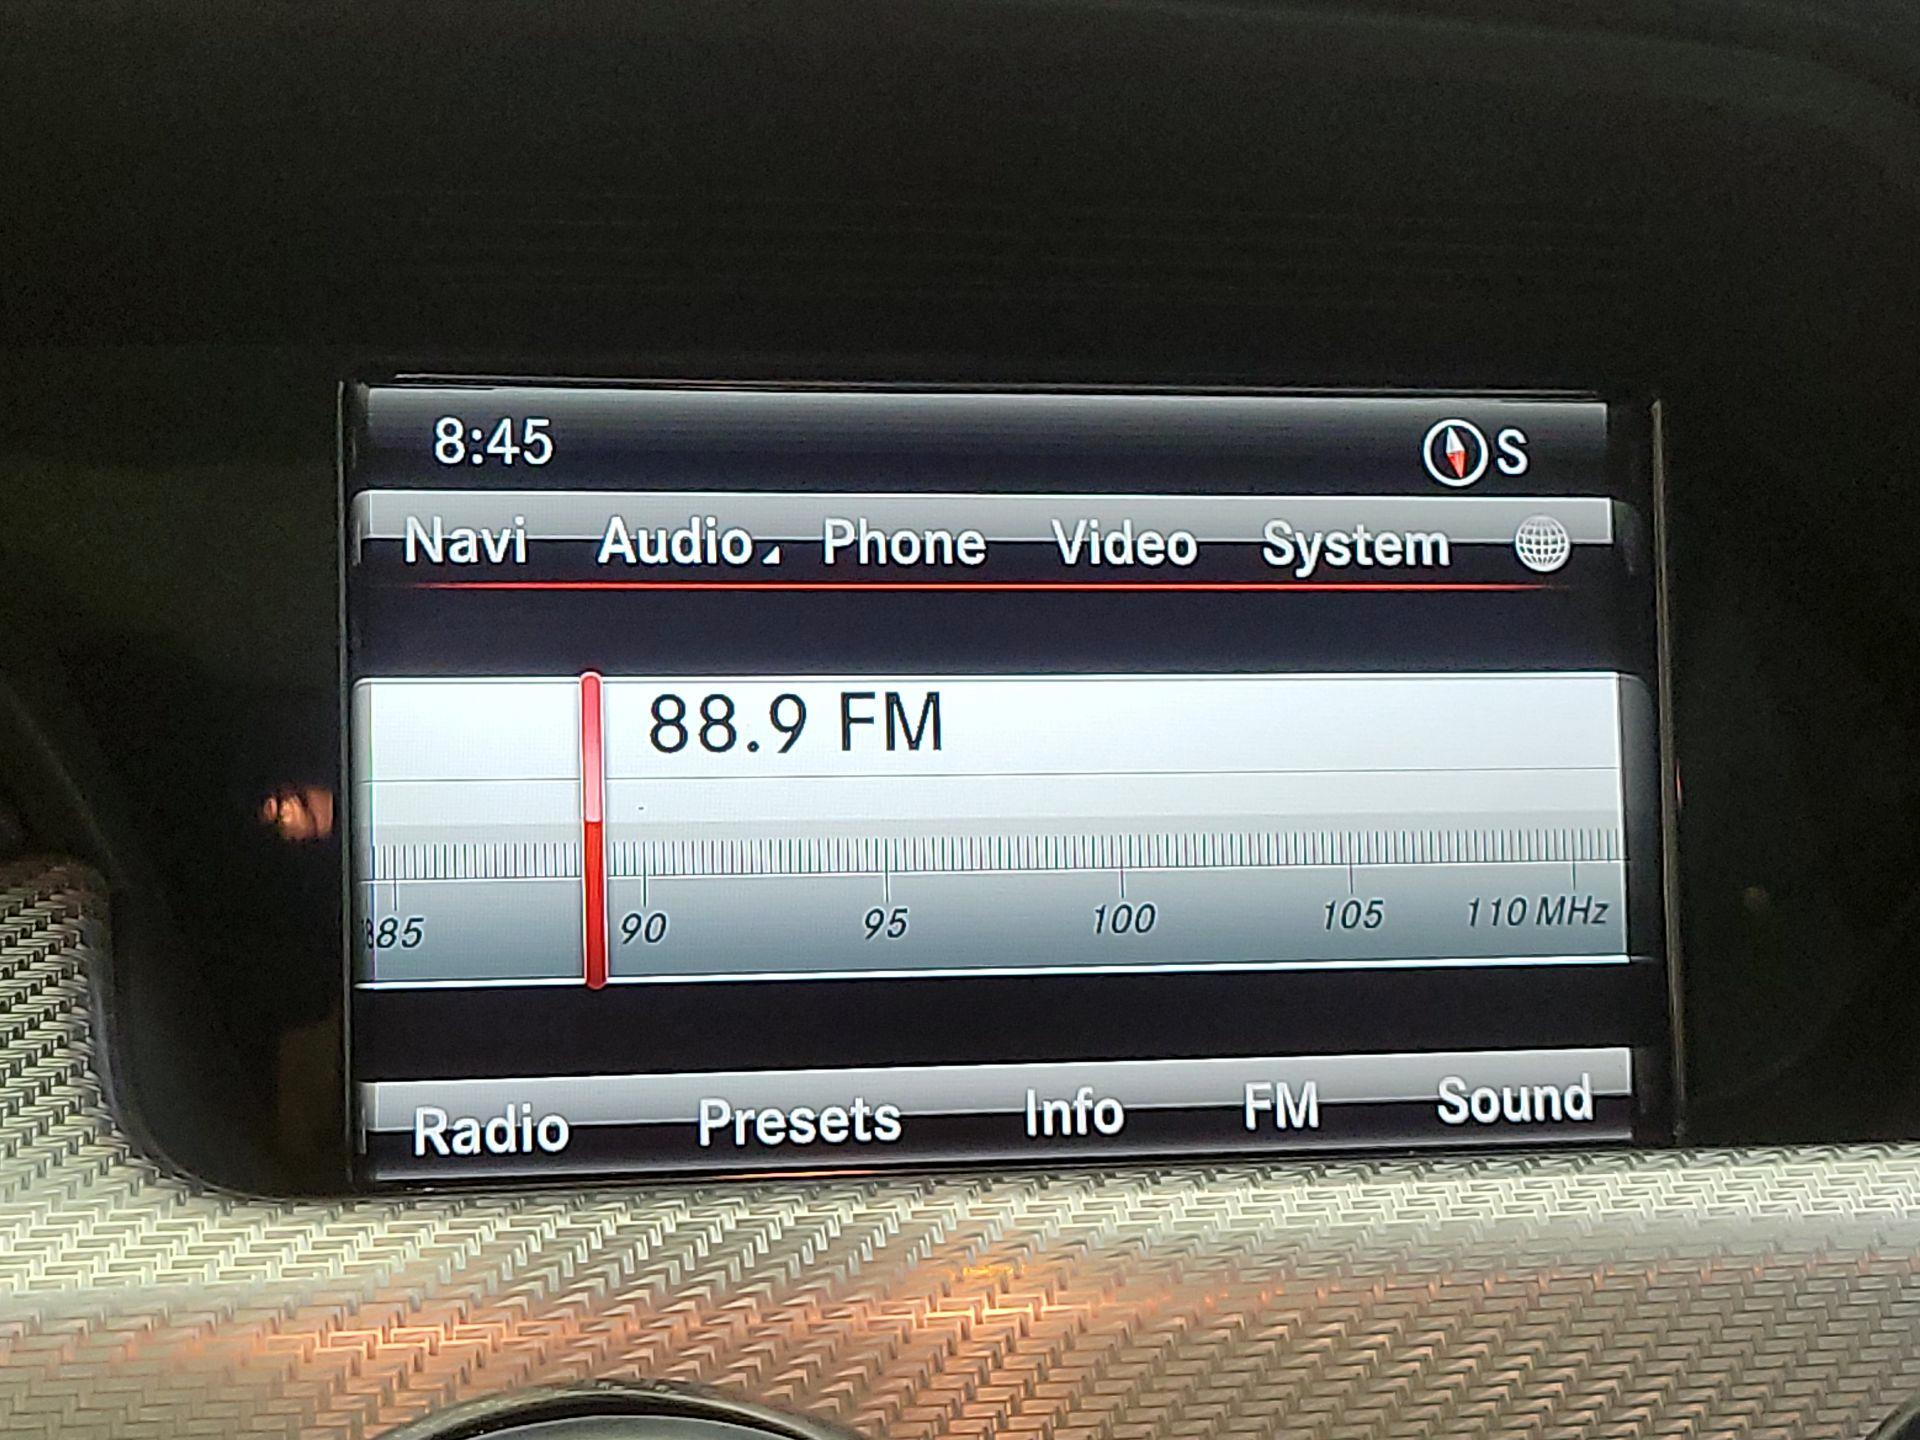 8:45 S
Navi Audio Phone Video System
88.9 FM
85 90 95 100 105 110 MHz
Radio Presets Info FM Sound